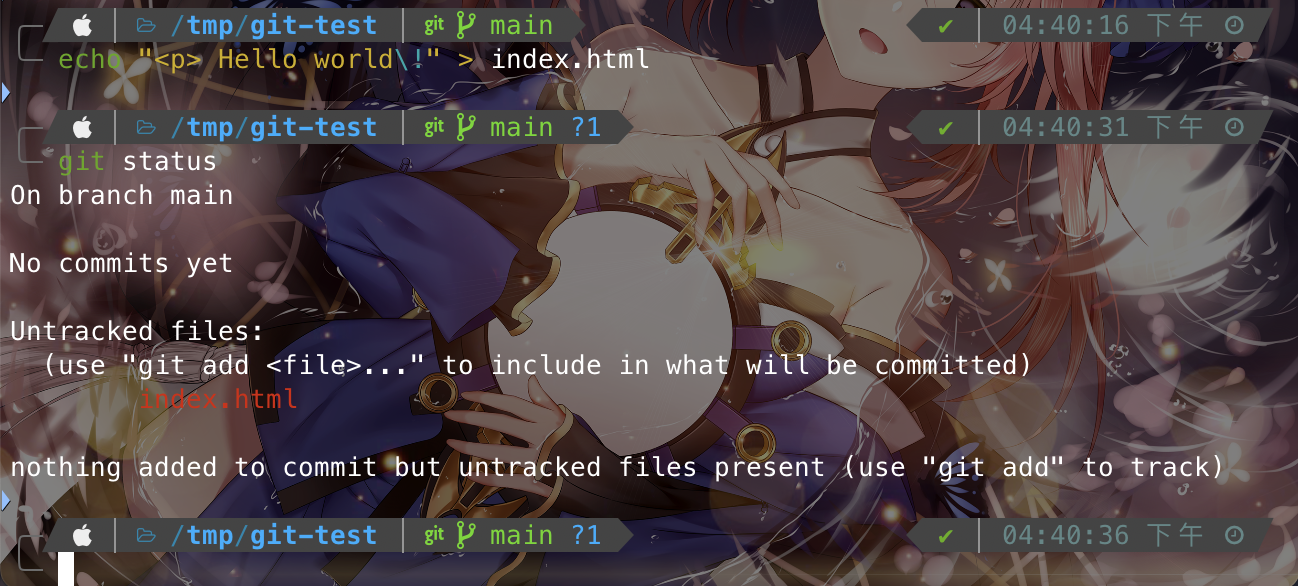 /tmp/git-test git main ✔ 04:40:16 下午
echo "<p> Hello world\!" > index.html
/tmp/git-test git main ?1 ✔ 04:40:31 下午
git status
On branch main
No commits yet
Untracked files:
(use "git add <file>..." to include in what will be committed)
index.html
nothing added to commit but untracked files present (use "git add" to track)
/tmp/git-test git main ?1 ✔ 04:40:36 下午